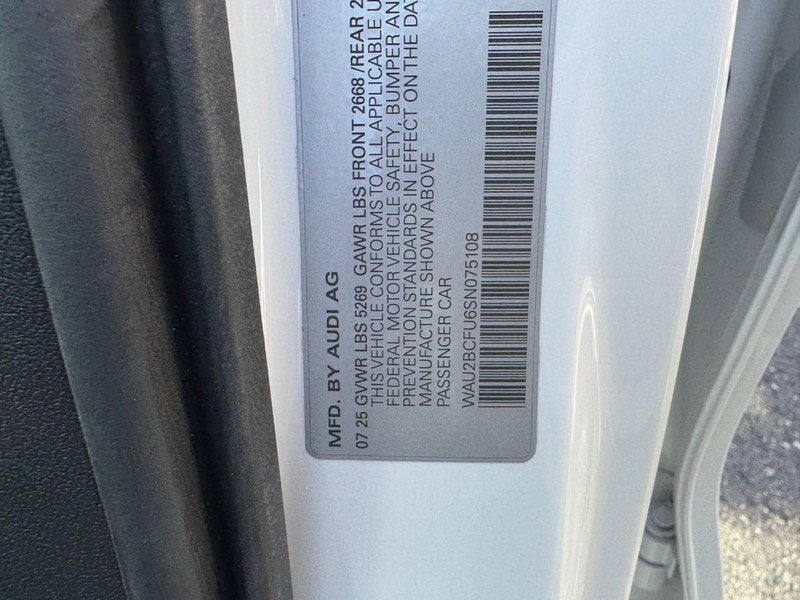 MFD. BY AUDI AG
07 25 GVWR LBS 5269 GAWR LBS FRONT 2668 /REAR 2
THIS VEHICLE CONFORMS TO ALL APPLICABLE U
FEDERAL MOTOR VEHICLE SAFETY, BUMPER AN
PREVENTION STANDARDS IN EFFECT ON THE DA
MANUFACTURE SHOWN ABOVE
PASSENGER CAR
WAU2BCFU6SN075108